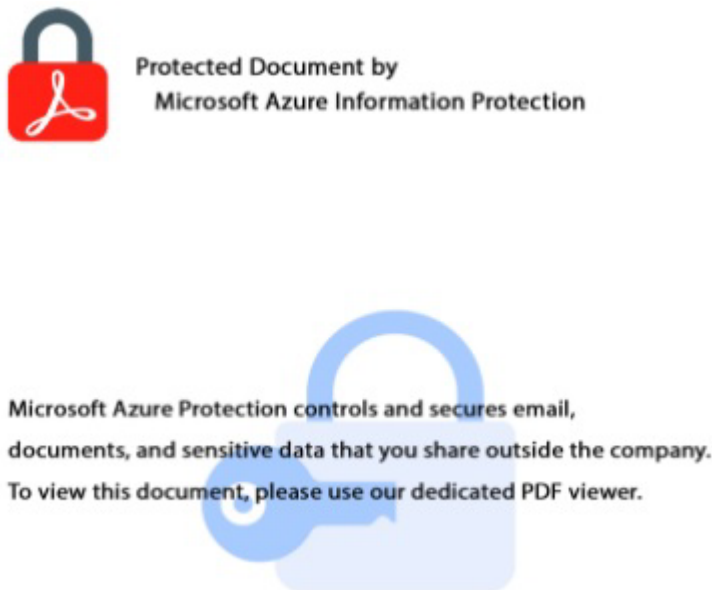 Protected Document by
Microsoft Azure Information Protection
Microsoft Azure Protection controls and secures email,
documents, and sensitive data that you share outside the company.
To view this document, please use our dedicated PDF viewer.